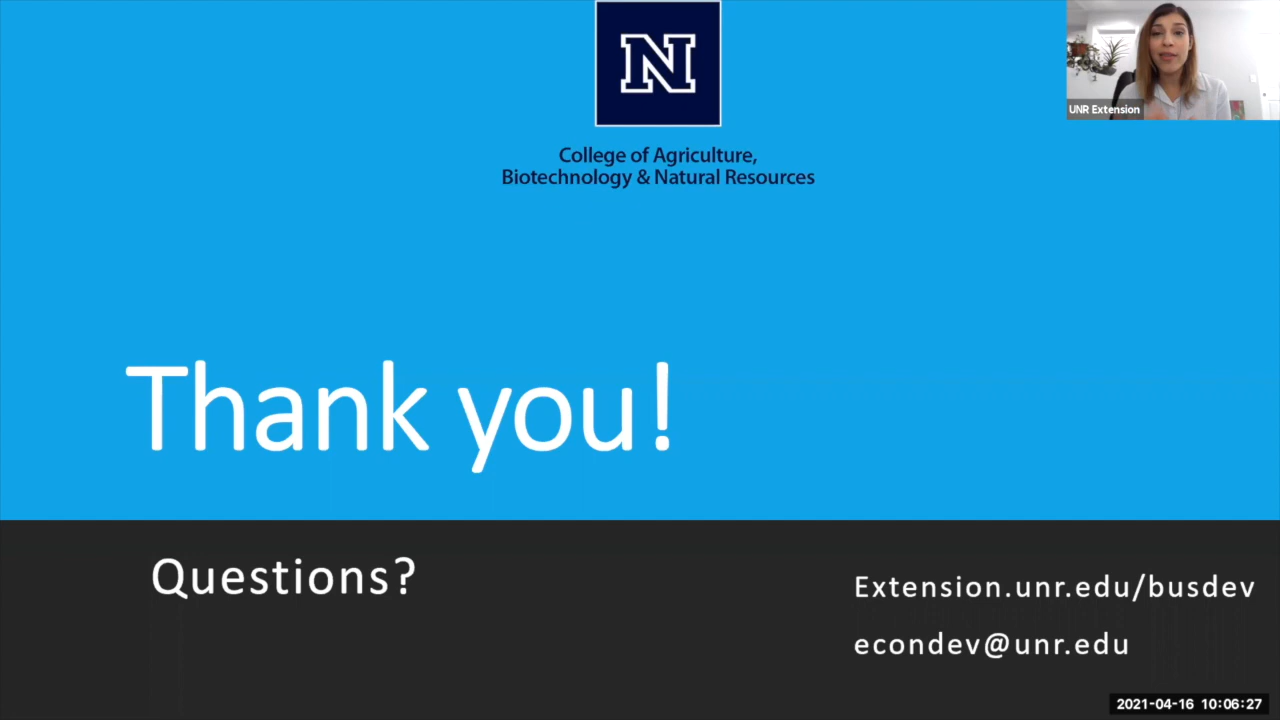 N
UNR Extension
College of Agriculture,
Biotechnology & Natural Resources
Thank you!
Questions?
Extension.unr.edu/busdev
econdev@unr.edu
2021-04-16 10:06:27